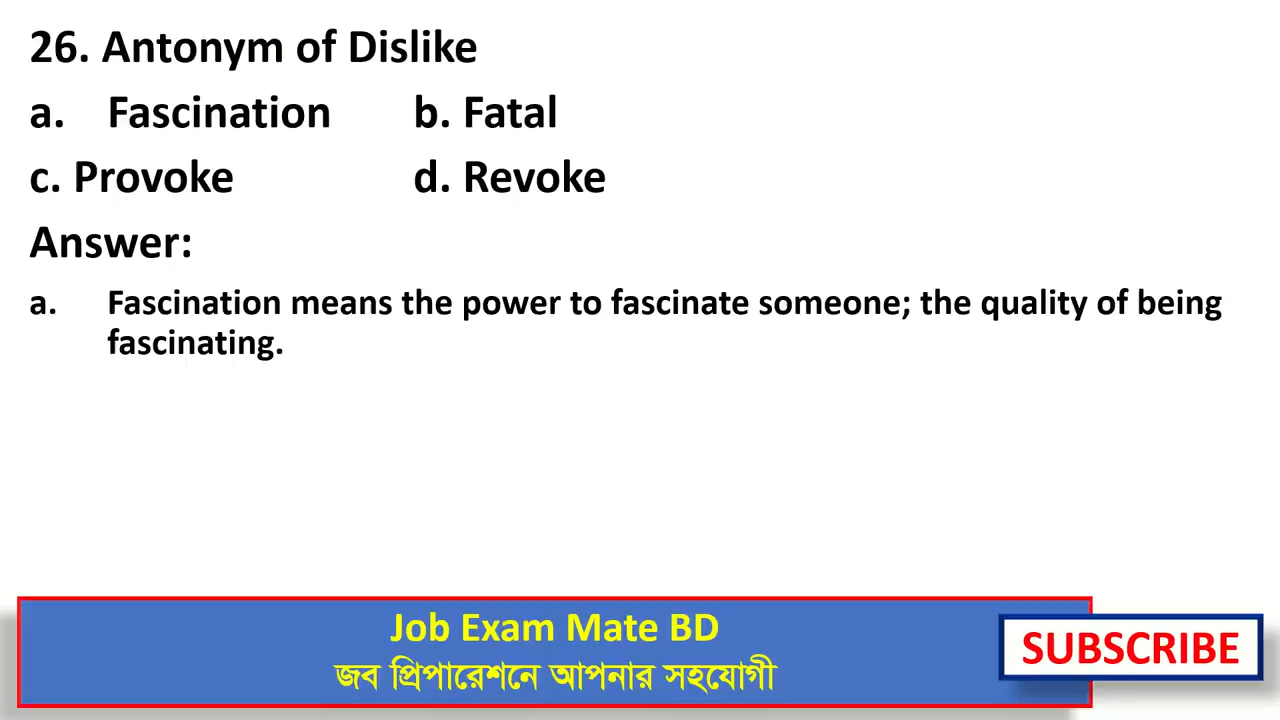 26. Antonym of Dislike
a. Fascination b. Fatal
c. Provoke d. Revoke
Answer:
a. Fascination means the power to fascinate someone; the quality of being
fascinating.
Job Exam Mate BD
জব প্রিপারেশনে আপনার সহযোগী
SUBSCRIBE